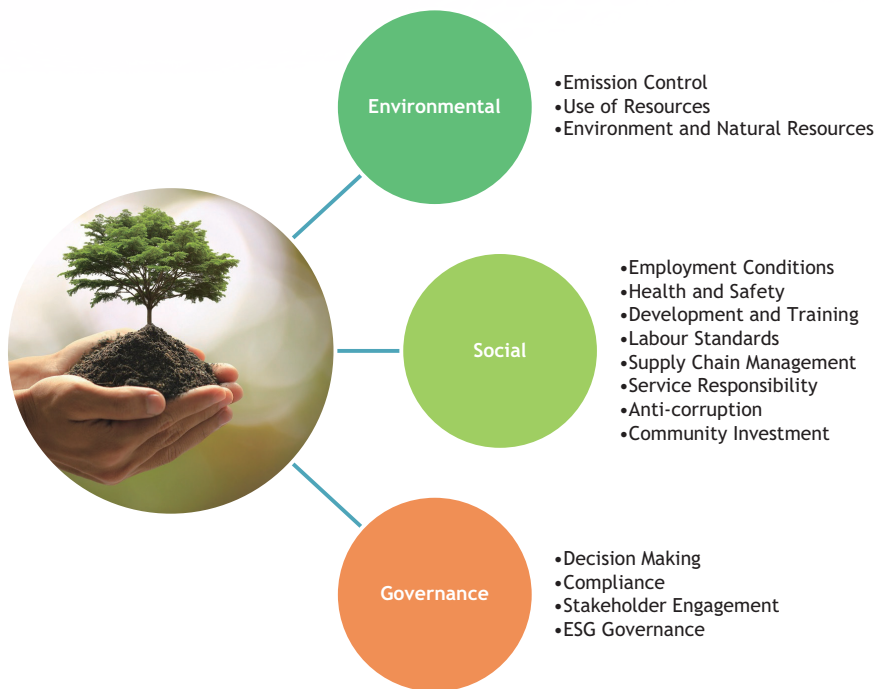 Environmental
•Emission Control
•Use of Resources
•Environment and Natural Resources
Social
•Employment Conditions
•Health and Safety
•Development and Training
•Labour Standards
•Supply Chain Management
•Service Responsibility
•Anti-corruption
•Community Investment
Governance
•Decision Making
•Compliance
•Stakeholder Engagement
•ESG Governance